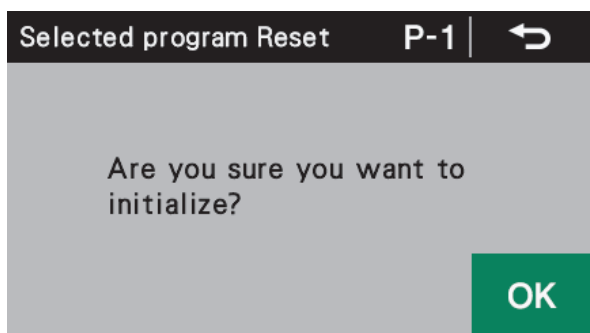 Selected program Reset P-1
Are you sure you want to
initialize?
OK